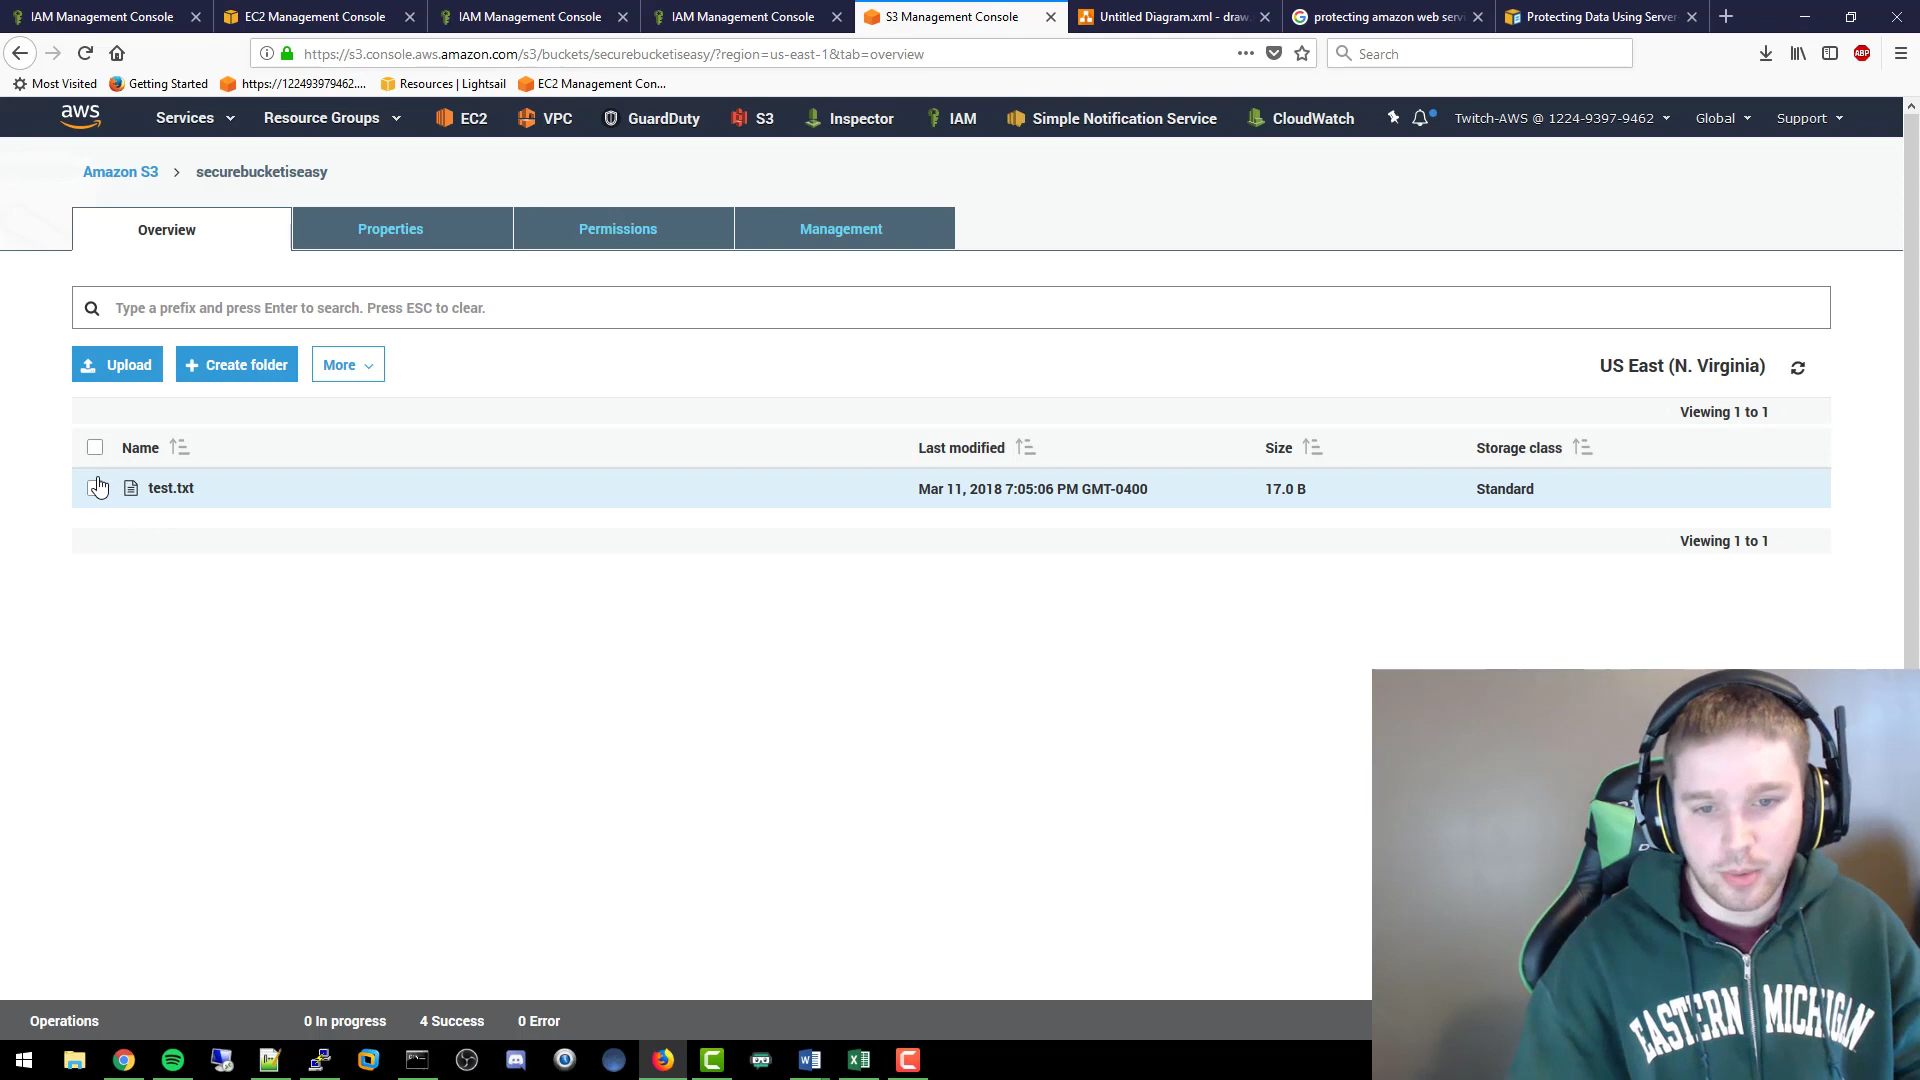 IAM Management Console
EC2 Management Console
IAM Management Console
IAM Management Console
S3 Management Console
Untitled Diagram.xml - draw
protecting amazon web servi
Protecting Data Using Server
https://s3.console.aws.amazon.com/s3/buckets/securebucketiseasy/?region=us-east-1&tab=overview
Search
ABP
Most Visited
Getting Started
https://122493979462....
Resources | Lightsail
EC2 Management Con...
aws
Services
Resource Groups
EC2
VPC
GuardDuty
S3
Inspector
IAM
Simple Notification Service
CloudWatch
Twitch-AWS @ 1224-9397-9462
Global
Support
Amazon S3 > securebucketiseasy
Overview
Properties
Permissions
Management
Type a prefix and press Enter to search. Press ESC to clear.
Upload
+ Create folder
More
US East (N. Virginia)
Viewing 1 to 1
Name
Last modified
Size
Storage class
test.txt
Mar 11, 2018 7:05:06 PM GMT-0400
17.0 B
Standard
Viewing 1 to 1
Operations
0 In progress
4 Success
0 Error
EASTERN MICHIGAN